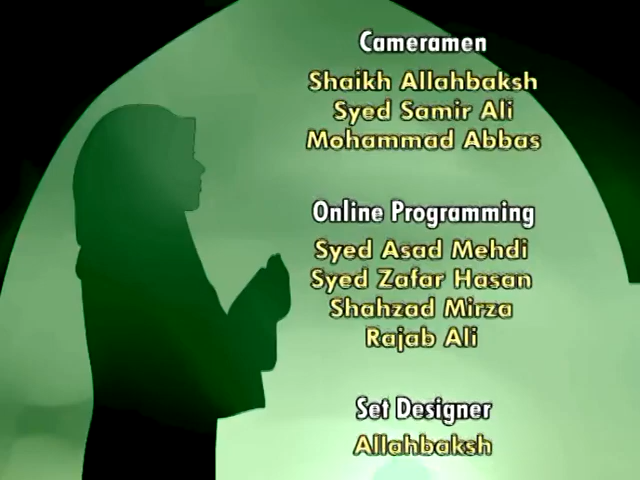 Cameramen
Shaikh Allahbaksh
Syed Samir Ali
Mohammad Abbas
Online Programming
Syed Asad Mehdi
Syed Zafar Hasan
Shahzad Mirza
Rajab Ali
Set Designer
Allahbaksh